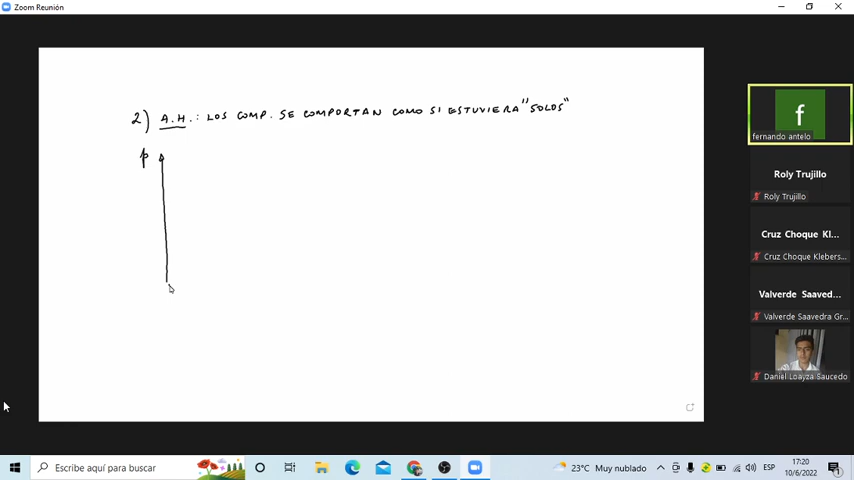 Zoom Reunión
2) A.H.: LOS COMP. SE COMPORTAN COMO SI ESTUVIERA "SOLOS"
p
f
fernando antelo
Roly Trujillo
Roly Trujillo
Cruz Choque Kl...
Cruz Choque Klebers...
Valverde Saaved...
Valverde Saavedra Gr...
Daniel Loayza Saucedo
Escribe aquí para buscar
23°C Muy nublado
ESP
17:20
10/6/2022